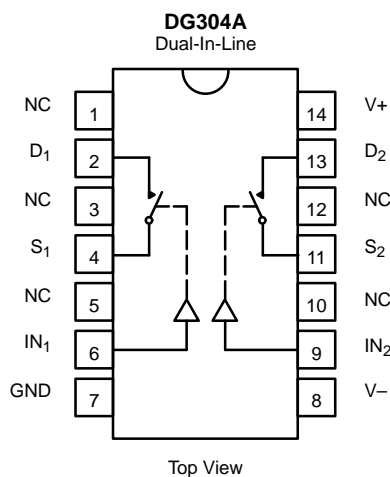 DG304A
Dual-In-Line
NC 1 14 V+
D1 2 13 D2
NC 3 12 NC
S1 4 11 S2
NC 5 10 NC
IN1 6 9 IN2
GND 7 8 V–
Top View